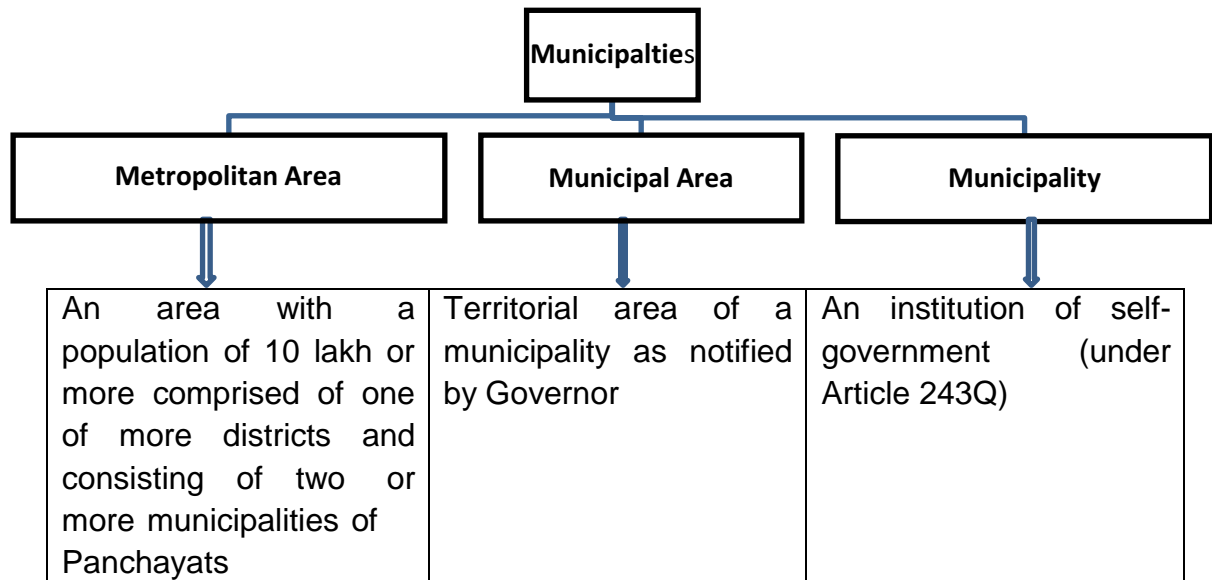 Municipalties
Metropolitan Area
Municipal Area
Municipality
An area with a
population of 10 lakh or
more comprised of one
of more districts and
consisting of two or
more municipalities of
Panchayats
Territorial area of a
municipality as notified
by Governor
An institution of self-
government (under
Article 243Q)